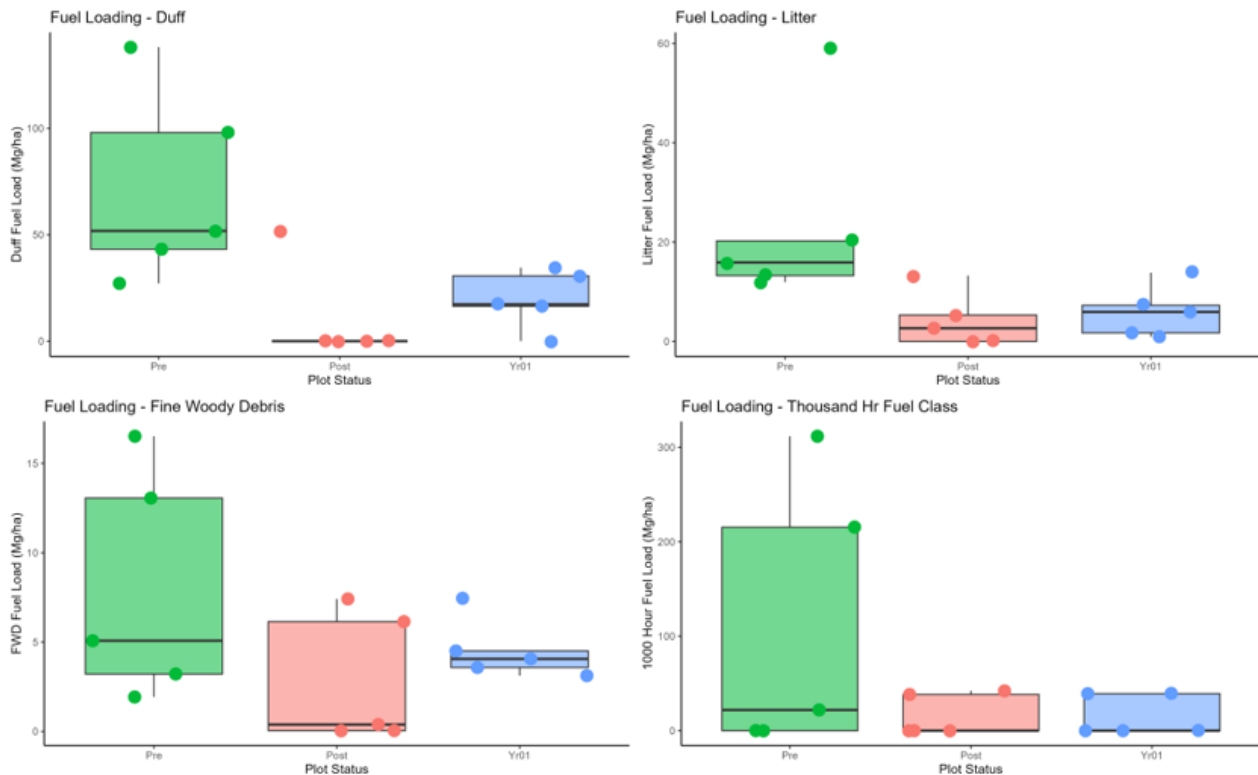 Fuel Loading - Duff
Duff Fuel Load (Mg/ha)
100
50
0
Pre
Post
Yr01
Plot Status
Fuel Loading - Litter
Litter Fuel Load (Mg/ha)
60
40
20
0
Pre
Post
Yr01
Plot Status
Fuel Loading - Fine Woody Debris
FWD Fuel Load (Mg/ha)
15
10
5
0
Pre
Post
Yr01
Plot Status
Fuel Loading - Thousand Hr Fuel Class
1000 Hour Fuel Load (Mg/ha)
300
200
100
0
Pre
Post
Yr01
Plot Status